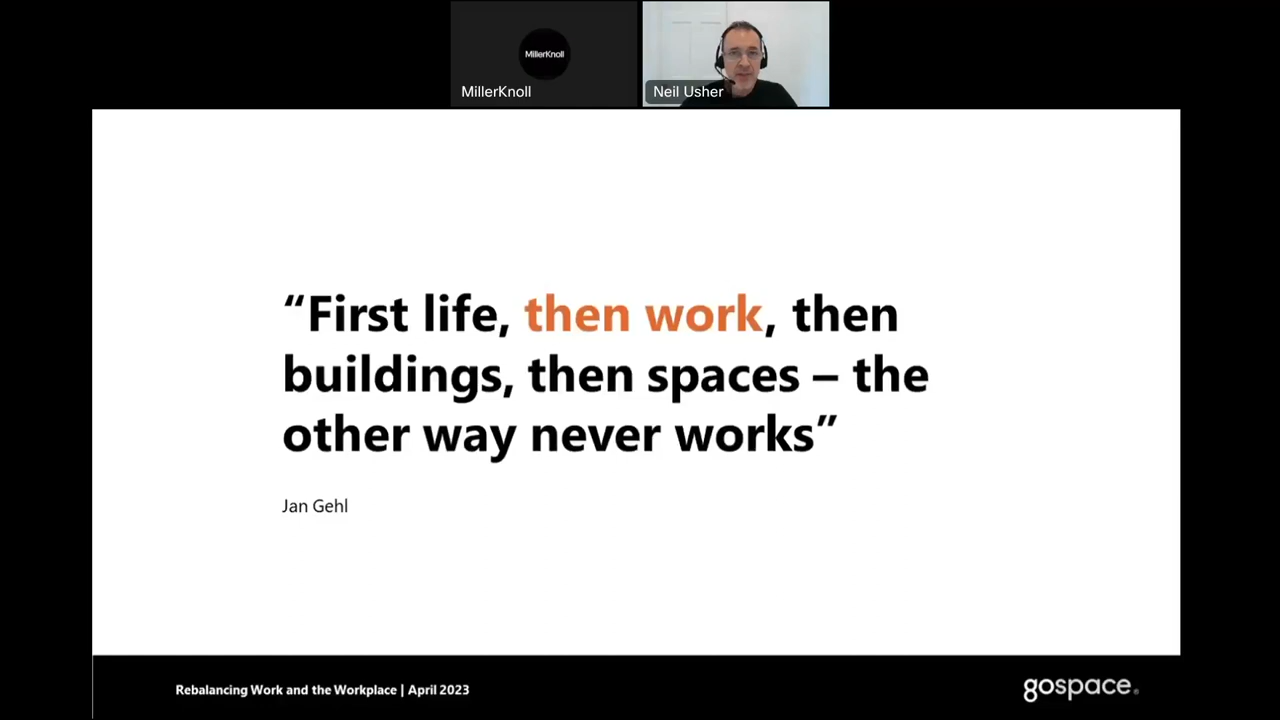 MillerKnoll
MillerKnoll
Neil Usher
“First life, then work, then
buildings, then spaces – the
other way never works”
Jan Gehl
Rebalancing Work and the Workplace | April 2023
gospace®